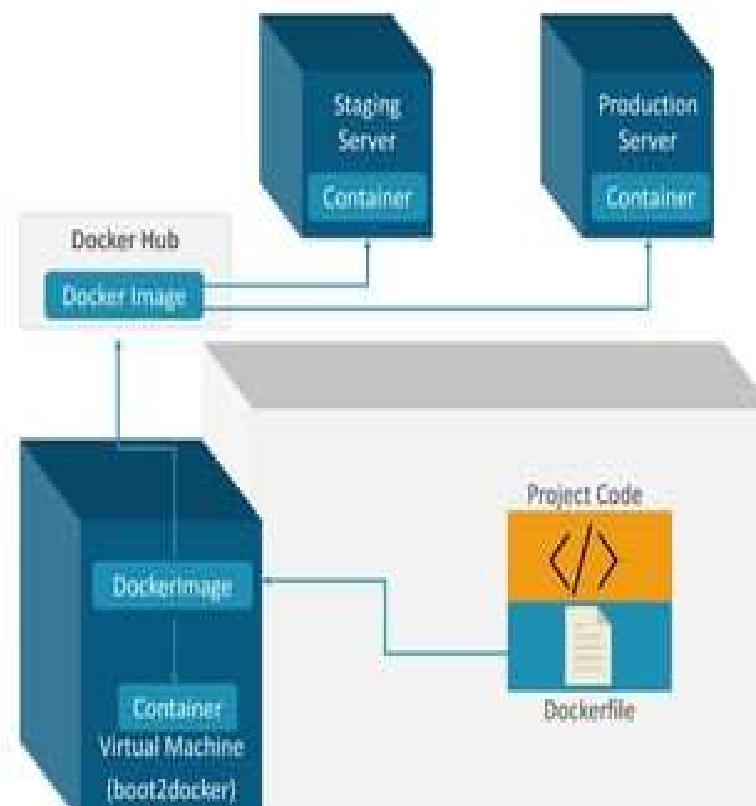 Staging
Server
Container
Production
Server
Container
Docker Hub
Docker Image
Project Code
</>
Dockerfile
DockerImage
Container
Virtual Machine
(boot2docker)